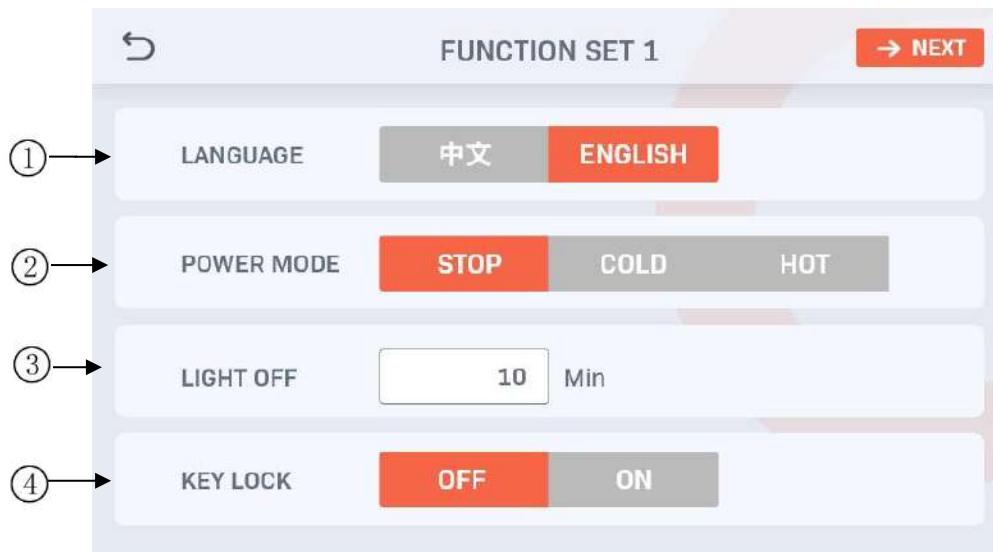 FUNCTION SET 1
→ NEXT
① LANGUAGE 中文 ENGLISH
② POWER MODE STOP COLD HOT
③ LIGHT OFF 10 Min
④ KEY LOCK OFF ON